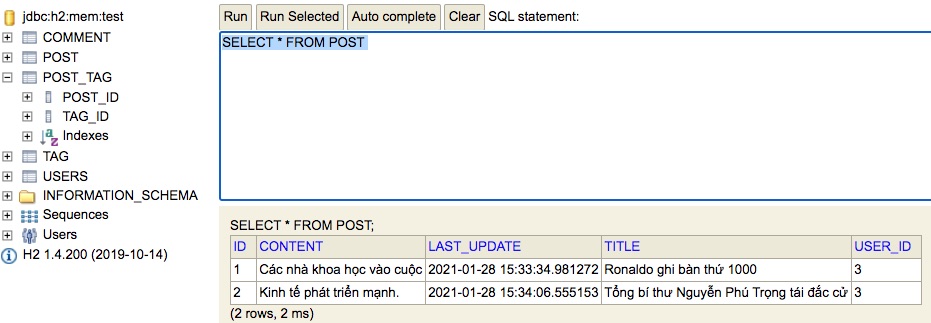 jdbc:h2:mem:test
COMMENT
POST
POST_TAG
POST_ID
TAG_ID
Indexes
TAG
USERS
INFORMATION_SCHEMA
Sequences
Users
H2 1.4.200 (2019-10-14)
Run Run Selected Auto complete Clear SQL statement:
SELECT * FROM POST
SELECT * FROM POST;
ID CONTENT LAST_UPDATE TITLE USER_ID
1 Các nhà khoa học vào cuộc 2021-01-28 15:33:34.981272 Ronaldo ghi bàn thứ 1000 3
2 Kinh tế phát triển mạnh. 2021-01-28 15:34:06.555153 Tổng bí thư Nguyễn Phú Trọng tái đắc cử 3
(2 rows, 2 ms)